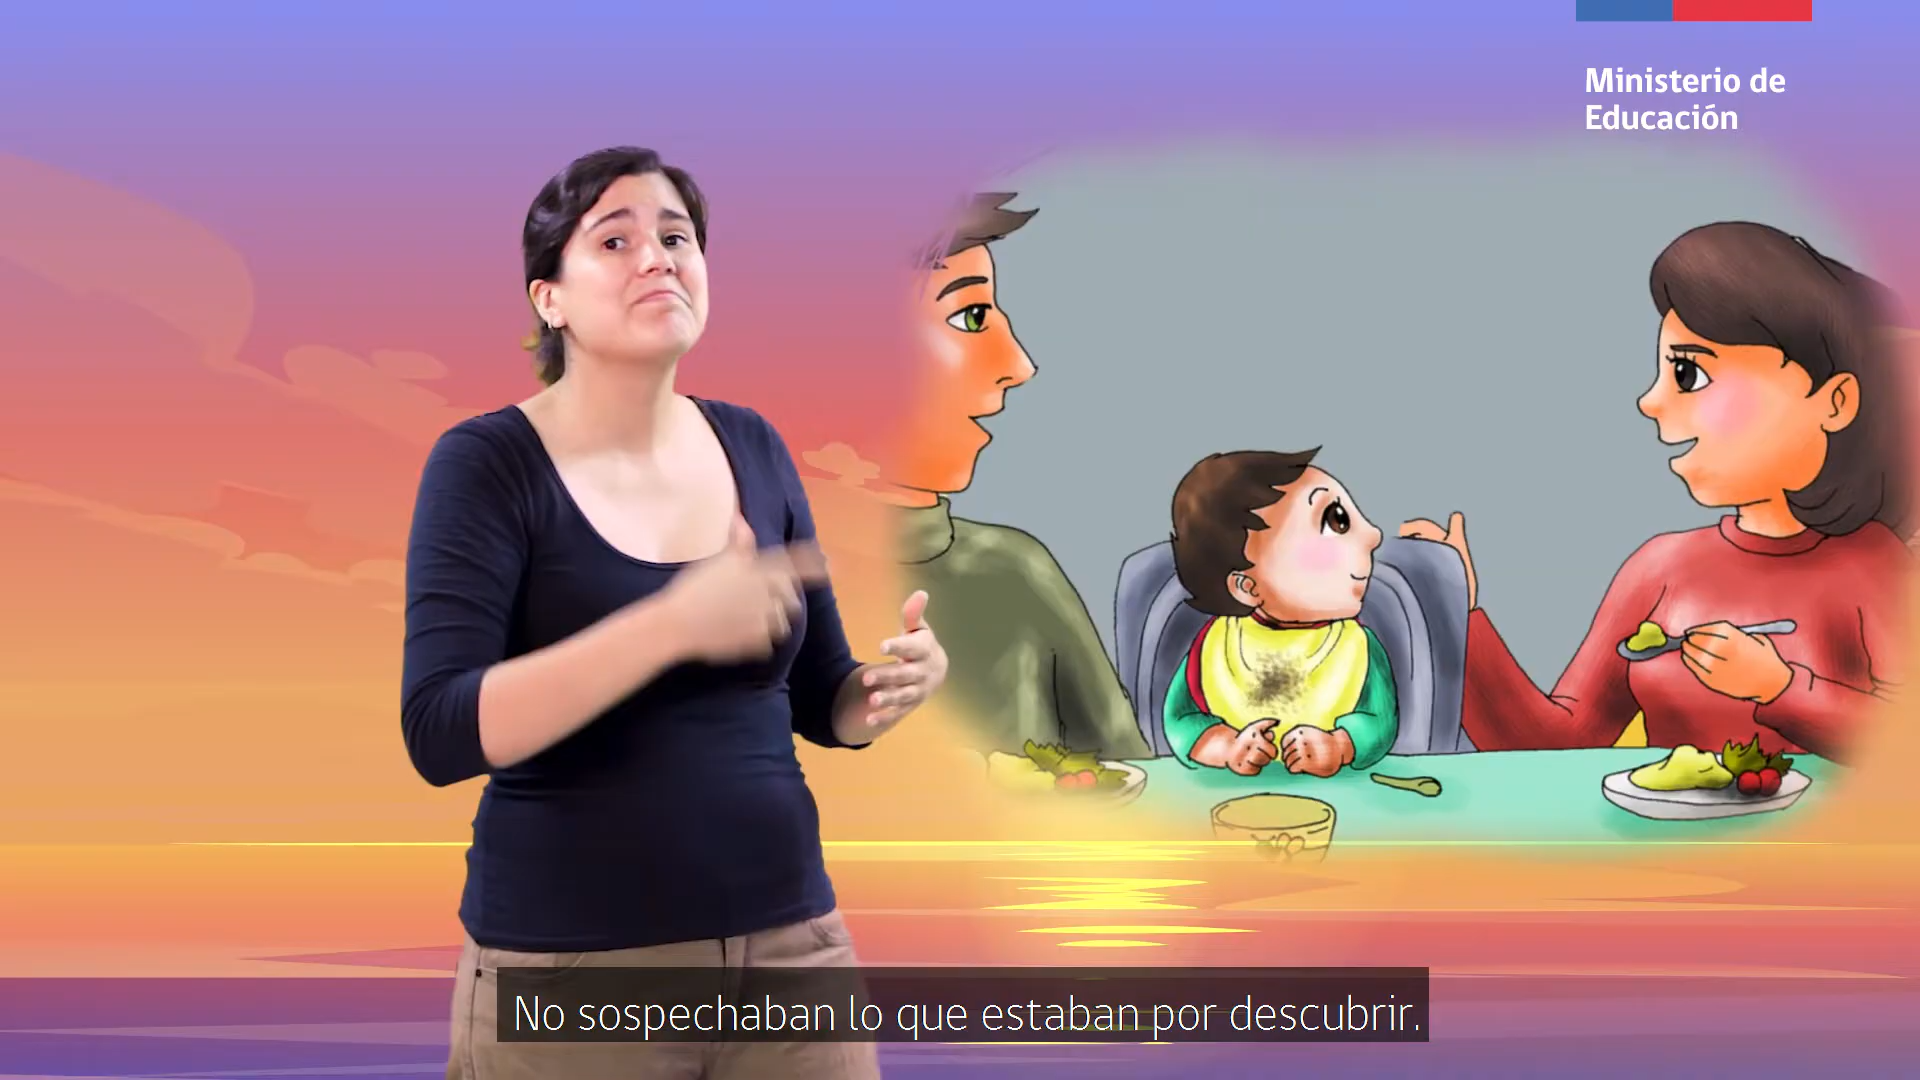 Ministerio de
Educación
No sospechaban lo que estaban por descubrir.